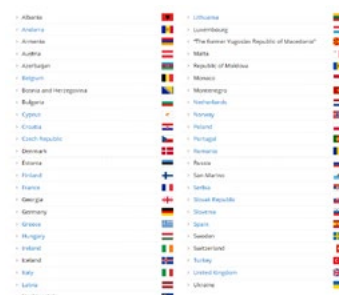 Albania
Andorra
Armenia
Austria
Azerbaijan
Belgium
Bosnia and Herzegovina
Bulgaria
Cyprus
Croatia
Czech Republic
Denmark
Estonia
Finland
France
Georgia
Germany
Greece
Hungary
Ireland
Iceland
Italy
Latvia
Lithuania
Luxembourg
"The former Yugoslav Republic of Macedonia"
Malta
Republic of Moldova
Monaco
Montenegro
Netherlands
Norway
Poland
Portugal
Romania
Russia
San Marino
Serbia
Slovak Republic
Slovenia
Spain
Sweden
Switzerland
Turkey
United Kingdom
Ukraine